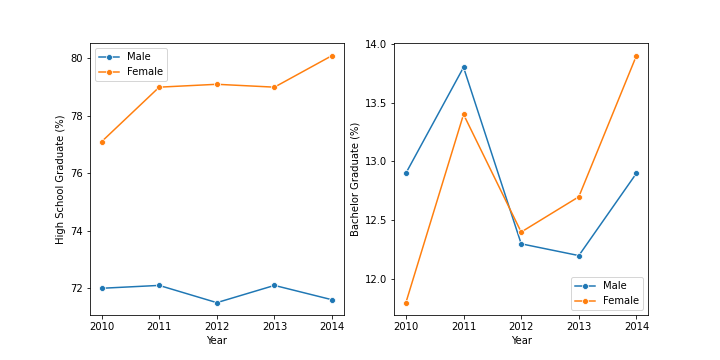 High School Graduate (%)
80
78
76
74
72
Male
Female
2010 2011 2012 2013 2014
Year
Bachelor Graduate (%)
14.0
13.5
13.0
12.5
12.0
Male
Female
2010 2011 2012 2013 2014
Year